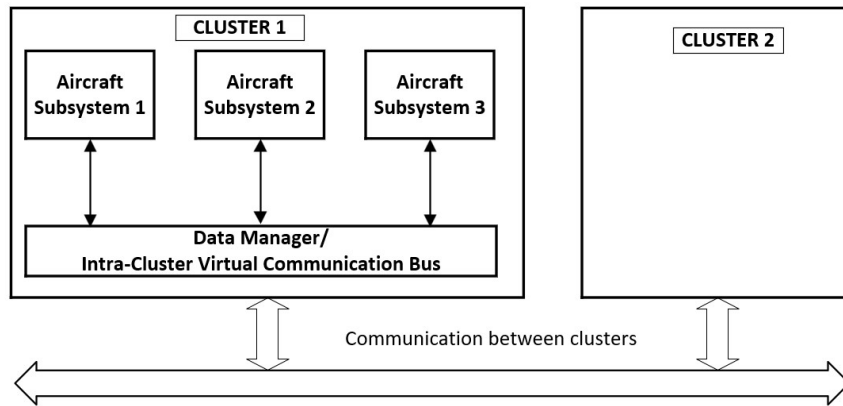 CLUSTER 1
CLUSTER 2
Aircraft
Subsystem 1
Aircraft
Subsystem 2
Aircraft
Subsystem 3
Data Manager/
Intra-Cluster Virtual Communication Bus
Communication between clusters